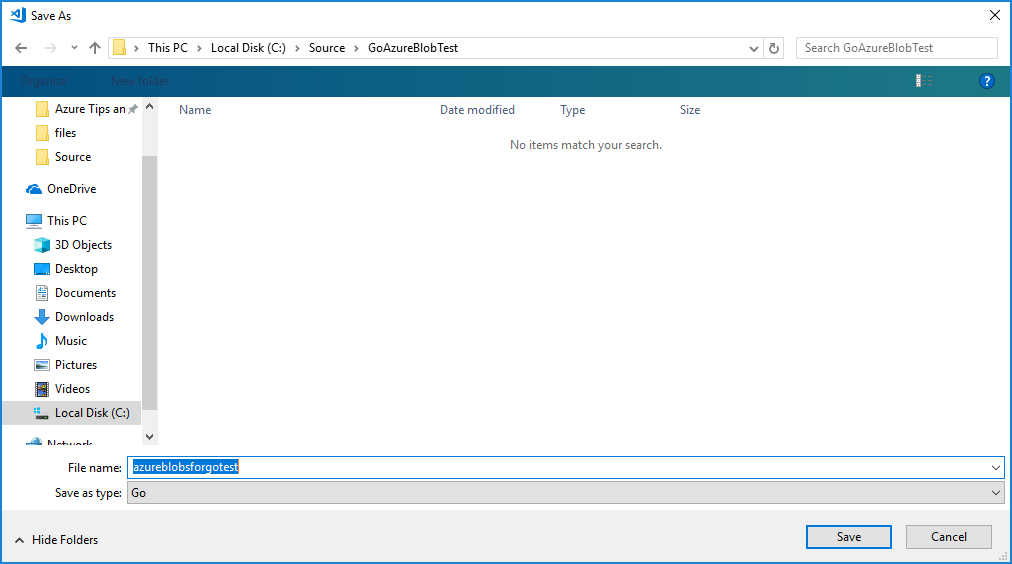 Save As
This PC > Local Disk (C:) > Source > GoAzureBlobTest
Search GoAzureBlobTest
Organize New folder ?
Azure Tips an
files
Source
OneDrive
This PC
3D Objects
Desktop
Documents
Downloads
Music
Pictures
Videos
Local Disk (C:)
Network
Name Date modified Type Size
No items match your search.
File name: azureblobsforgotest
Save as type: Go
Hide Folders
Save Cancel